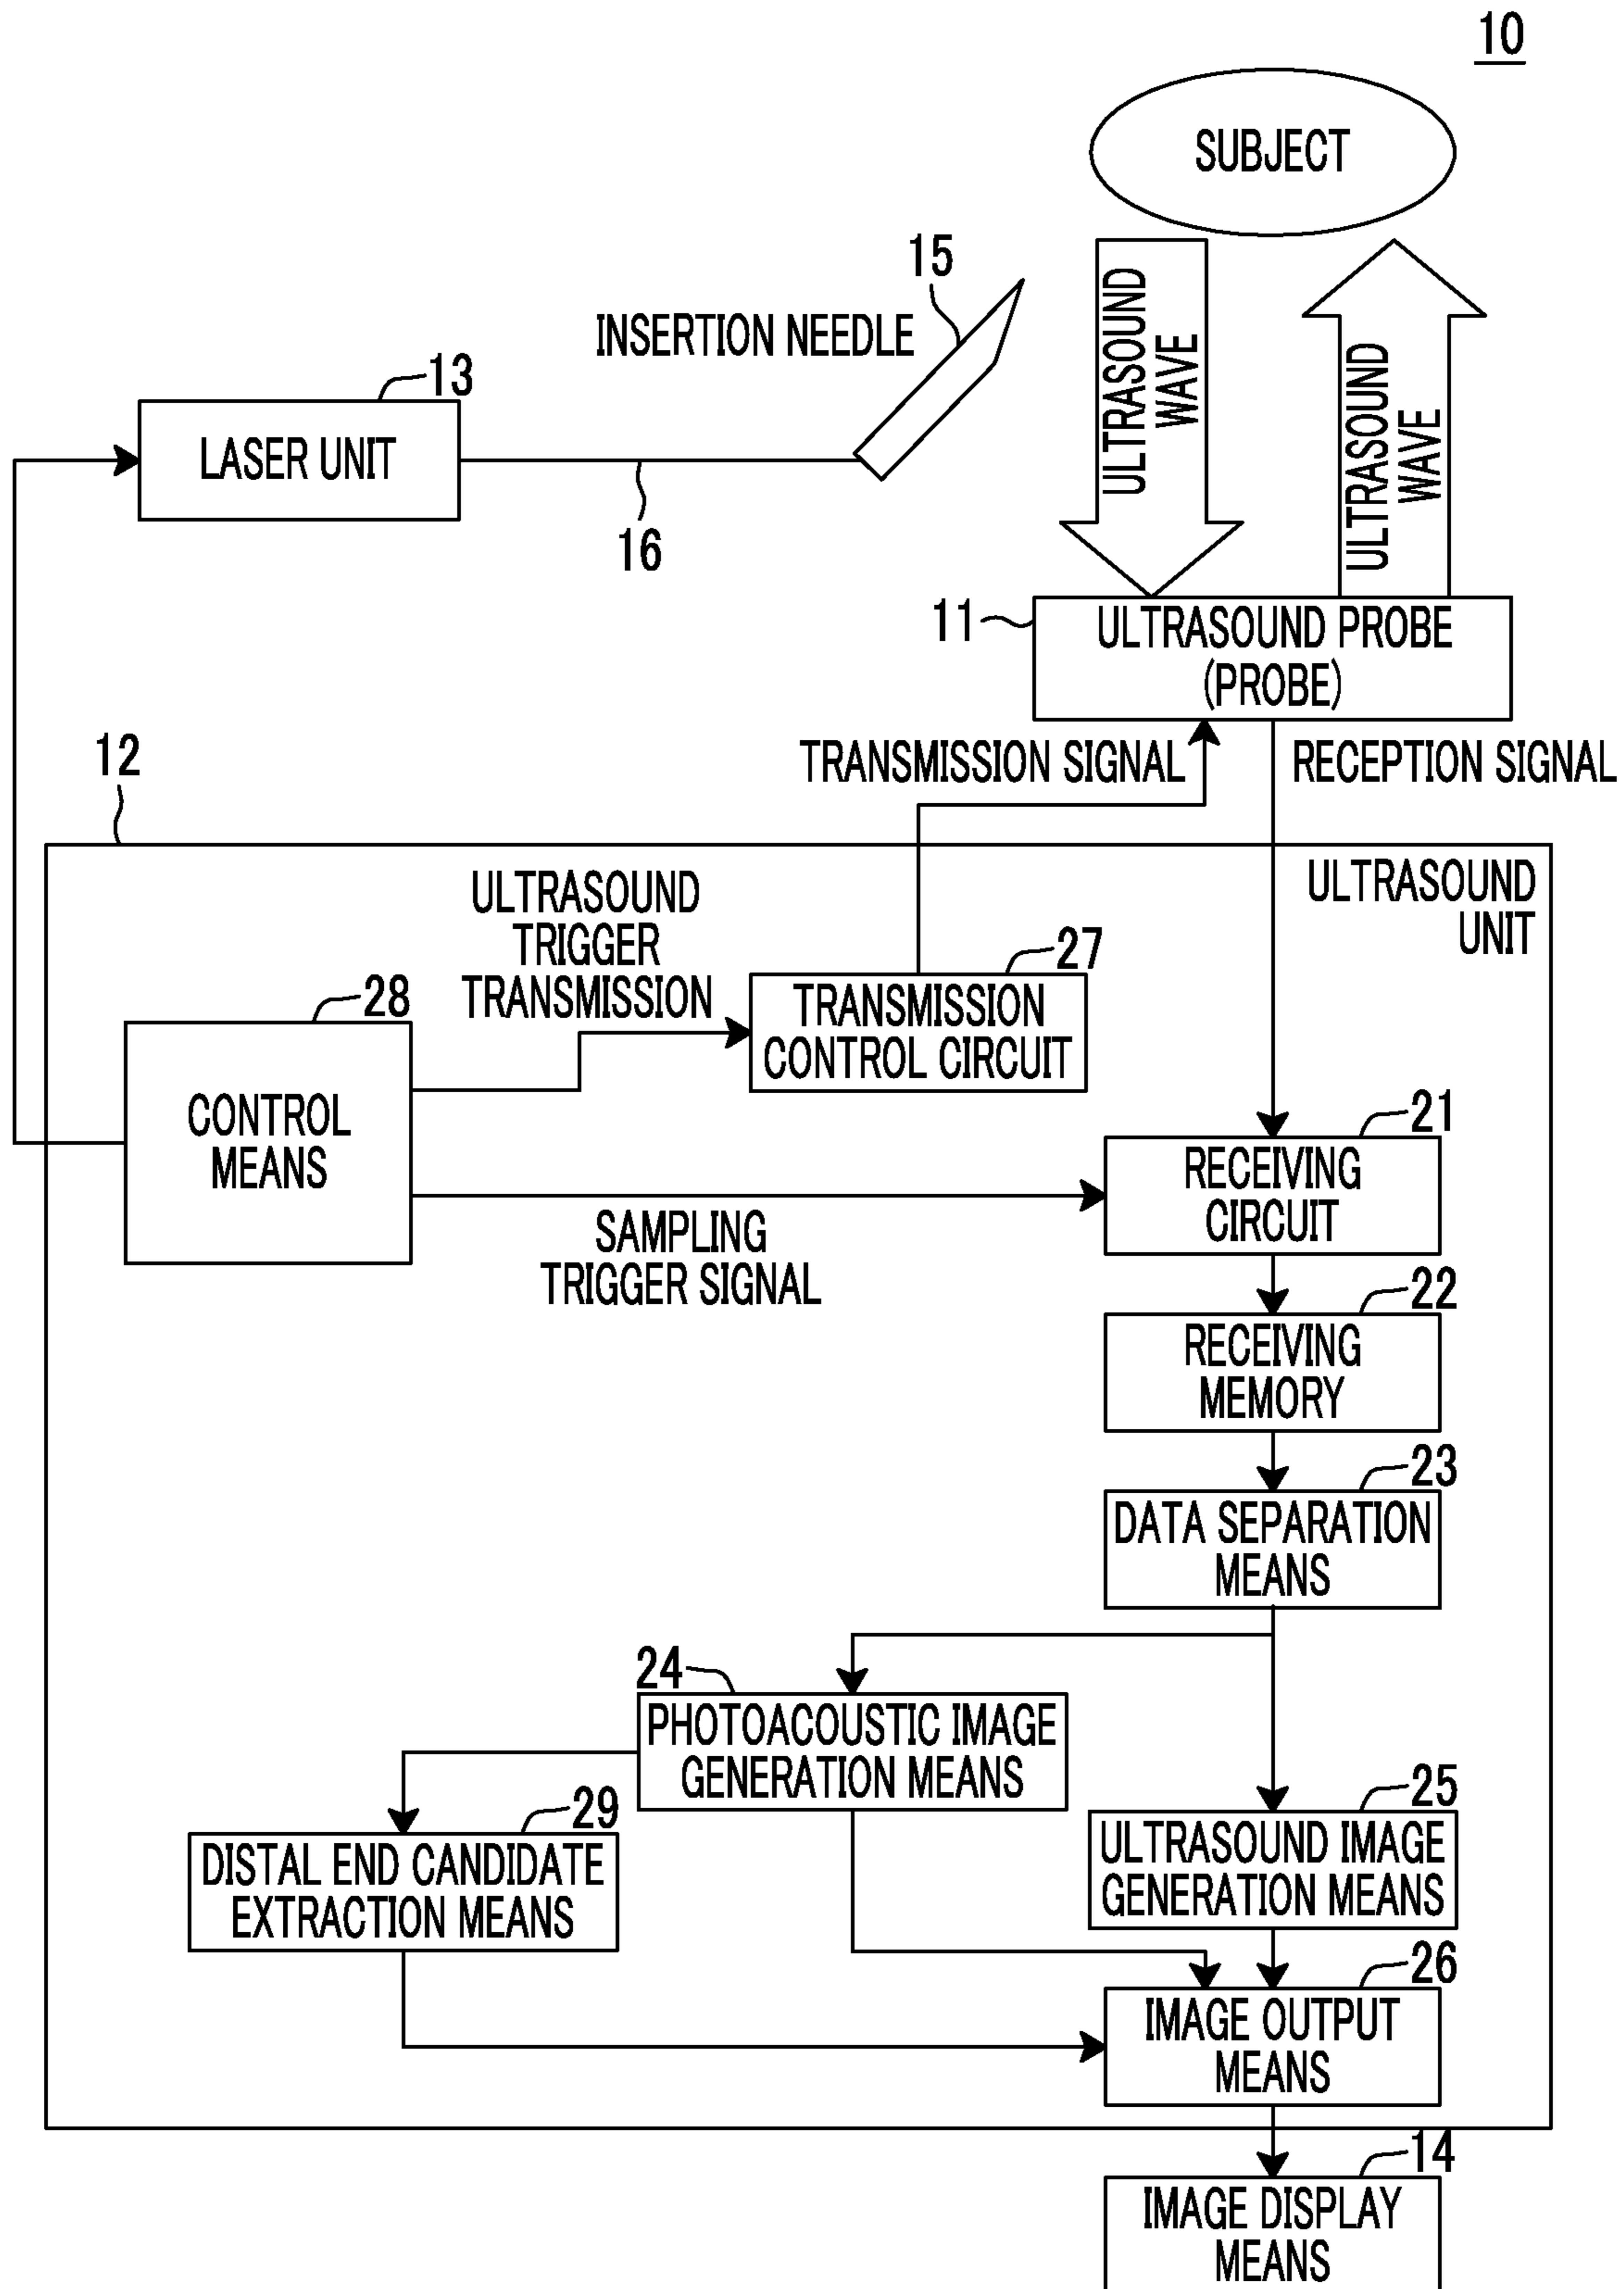 10
SUBJECT
15
INSERTION NEEDLE
ULTRASOUND
WAVE
ULTRASOUND
WAVE
13
LASER UNIT
16
11
ULTRASOUND PROBE
(PROBE)
12
TRANSMISSION SIGNAL
RECEPTION SIGNAL
ULTRASOUND
UNIT
ULTRASOUND
TRIGGER
TRANSMISSION
27
TRANSMISSION
CONTROL CIRCUIT
28
CONTROL
MEANS
21
RECEIVING
CIRCUIT
SAMPLING
TRIGGER SIGNAL
22
RECEIVING
MEMORY
23
DATA SEPARATION
MEANS
24
PHOTOACOUSTIC IMAGE
GENERATION MEANS
25
ULTRASOUND IMAGE
GENERATION MEANS
29
DISTAL END CANDIDATE
EXTRACTION MEANS
26
IMAGE OUTPUT
MEANS
14
IMAGE DISPLAY
MEANS